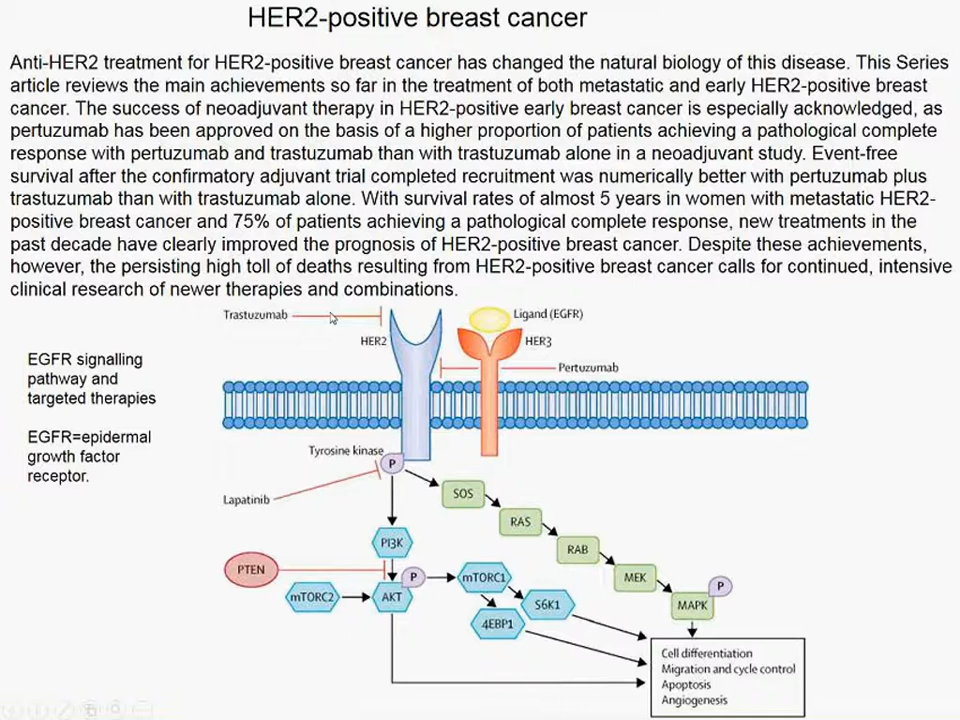 HER2-positive breast cancer
Anti-HER2 treatment for HER2-positive breast cancer has changed the natural biology of this disease. This Series
article reviews the main achievements so far in the treatment of both metastatic and early HER2-positive breast
cancer. The success of neoadjuvant therapy in HER2-positive early breast cancer is especially acknowledged, as
pertuzumab has been approved on the basis of a higher proportion of patients achieving a pathological complete
response with pertuzumab and trastuzumab than with trastuzumab alone in a neoadjuvant study. Event-free
survival after the confirmatory adjuvant trial completed recruitment was numerically better with pertuzumab plus
trastuzumab than with trastuzumab alone. With survival rates of almost 5 years in women with metastatic HER2-
positive breast cancer and 75% of patients achieving a pathological complete response, new treatments in the
past decade have clearly improved the prognosis of HER2-positive breast cancer. Despite these achievements,
however, the persisting high toll of deaths resulting from HER2-positive breast cancer calls for continued, intensive
clinical research of newer therapies and combinations.
Trastuzumab
Ligand (EGFR)
HER2
HER3
Pertuzumab
EGFR signalling
pathway and
targeted therapies
EGFR=epidermal
growth factor
receptor.
Tyrosine kinase
P
Lapatinib
SOS
RAS
PI3K
RAB
PTEN
P
mTORC1
MEK
P
mTORC2
AKT
S6K1
MAPK
4EBP1
Cell differentiation
Migration and cycle control
Apoptosis
Angiogenesis